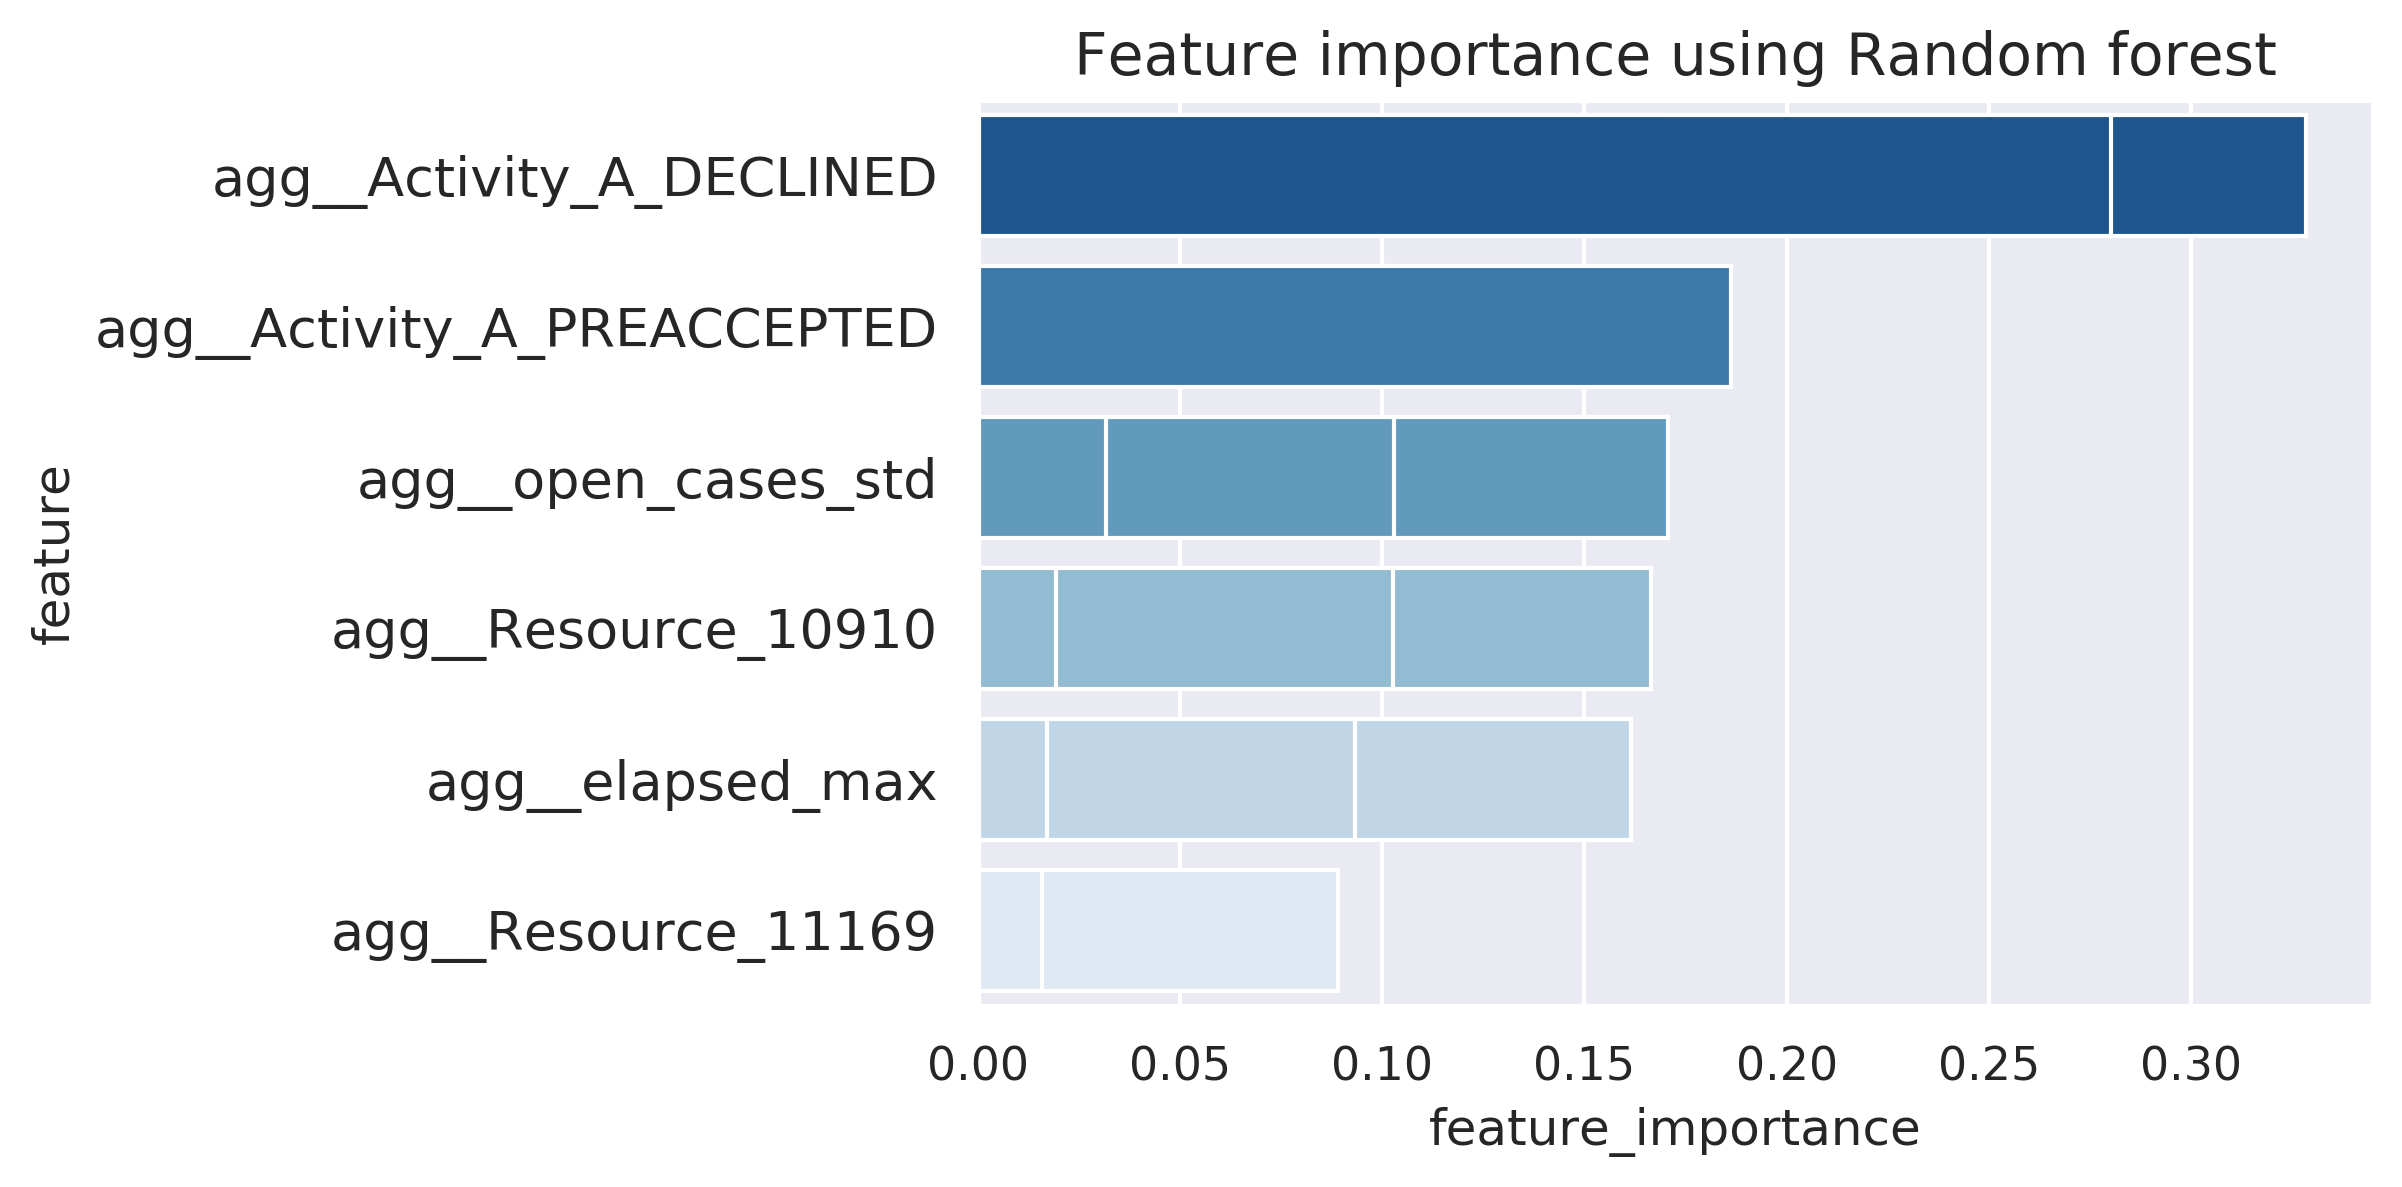 Feature importance using Random forest
feature
agg__Activity_A_DECLINED
agg__Activity_A_PREACCEPTED
agg__open_cases_std
agg__Resource_10910
agg__elapsed_max
agg__Resource_11169
0.00 0.05 0.10 0.15 0.20 0.25 0.30
feature_importance